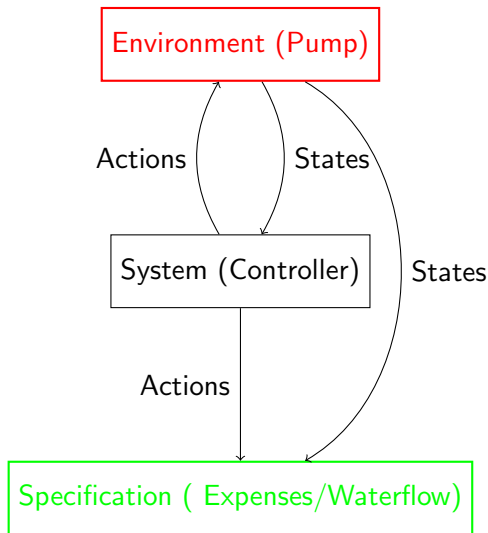 Environment (Pump)
Actions
States
System (Controller)
States
Actions
Specification ( Expenses/Waterflow)